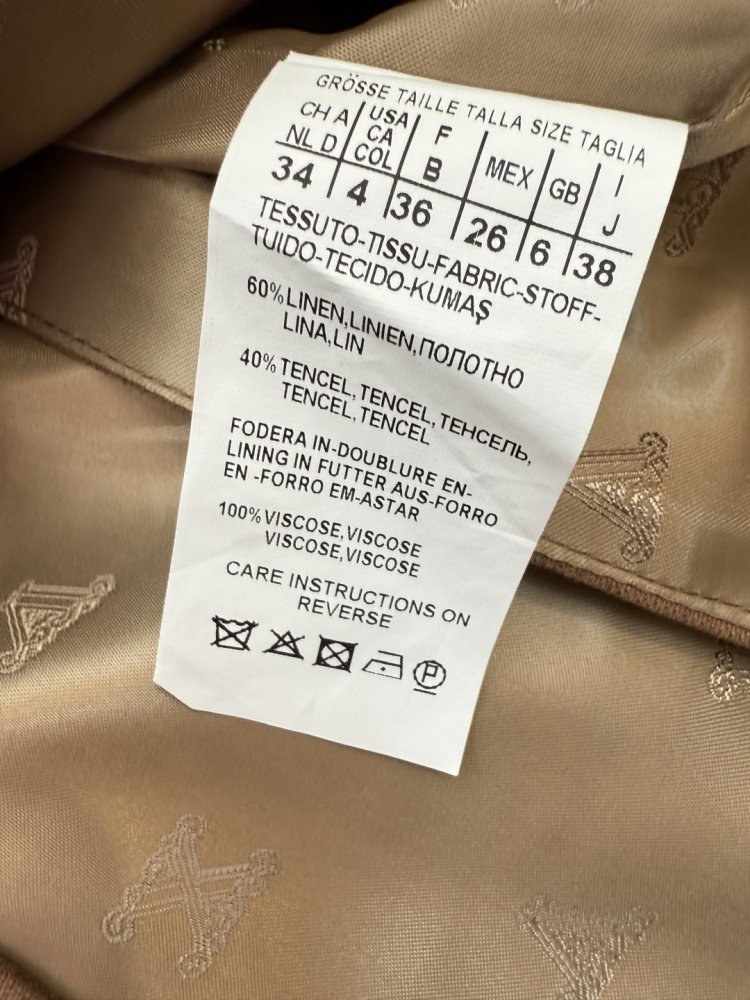 GRÖSSE TAILLE TALLA SIZE TAGLIA
CH A NL D USA CA COL F B MEX GB I J
34 4 36 26 6 38
TESSUTO-TISSU-FABRIC-STOFF-
TUIDO-TECIDO-KUMAŞ
60% LINEN,LINIEN,ПОЛОТНО
LINA,LIN
40% TENCEL,TENCEL,ТЕНСЕЛЬ,
TENCEL,TENCEL
FODERA IN-DOUBLURE EN-
LINING IN FUTTER AUS-FORRO
EN -FORRO EM-ASTAR
100% VISCOSE,VISCOSE
VISCOSE,VISCOSE
CARE INSTRUCTIONS ON
REVERSE
P